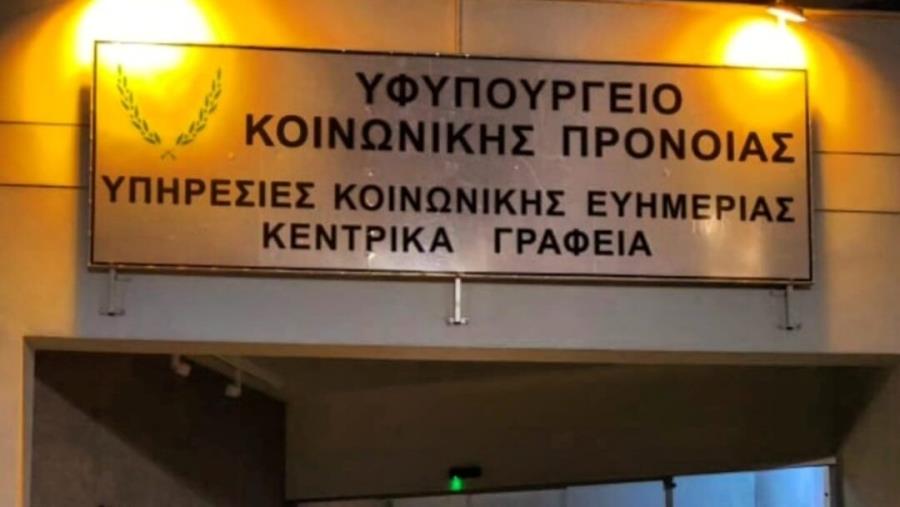 ΥΦΥΠΟΥΡΓΕΙΟ
ΚΟΙΝΩΝΙΚΗΣ ΠΡΟΝΟΙΑΣ
ΥΠΗΡΕΣΙΕΣ ΚΟΙΝΩΝΙΚΗΣ ΕΥΗΜΕΡΙΑΣ
ΚΕΝΤΡΙΚΑ ΓΡΑΦΕΙΑ